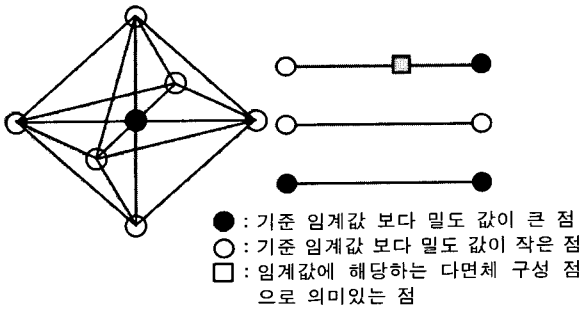 ● : 기준 임계값 보다 밀도 값이 큰 점
○ : 기준 임계값 보다 밀도 값이 작은 점
□ : 임계값에 해당하는 다면체 구성 점
으로 의미있는 점